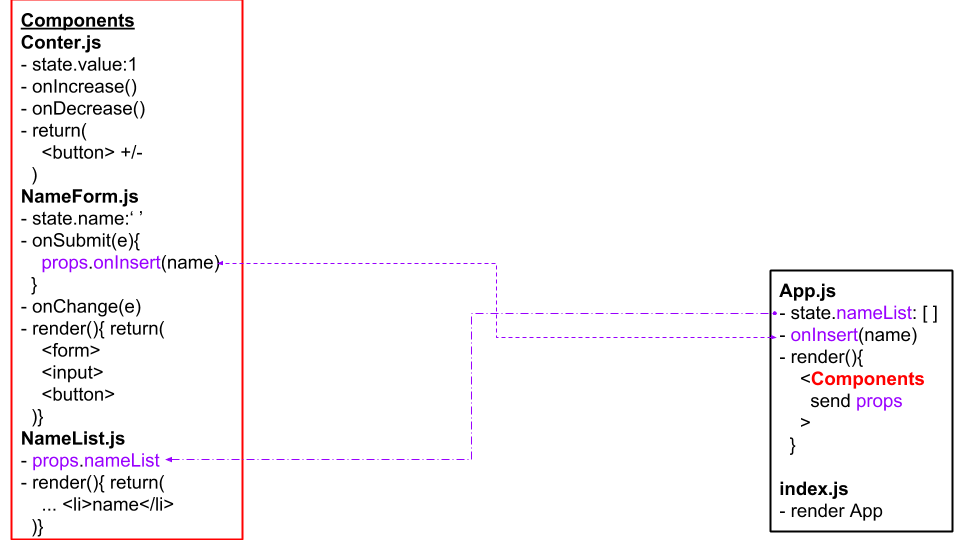 Components
Conter.js
- state.value:1
- onIncrease()
- onDecrease()
- return(
<button> +/-
)
NameForm.js
- state.name:‘ ’
- onSubmit(e){
props.onInsert(name)
}
- onChange(e)
- render(){ return(
<form>
<input>
<button>
)}
NameList.js
- props.nameList
- render(){ return(
... <li>name</li>
)}
App.js
- state.nameList: [ ]
- onInsert(name)
- render(){
<Components
send props
>
}
index.js
- render App